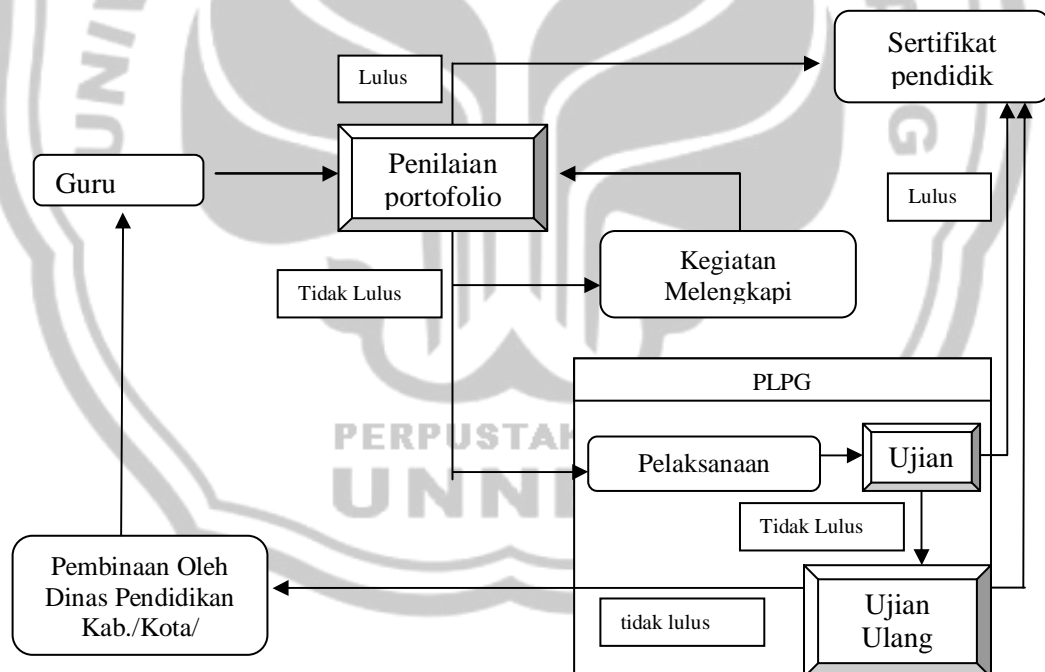 Sertifikat
pendidik
Lulus
Penilaian
portofolio
Guru
Lulus
Kegiatan
Melengkapi
Tidak Lulus
PLPG
PERPUSTAK
Pelaksanaan
Ujian
UNN
Tidak Lulus
Pembinaan Oleh
Dinas Pendidikan
Kab./Kota/
tidak lulus
Ujian
Ulang